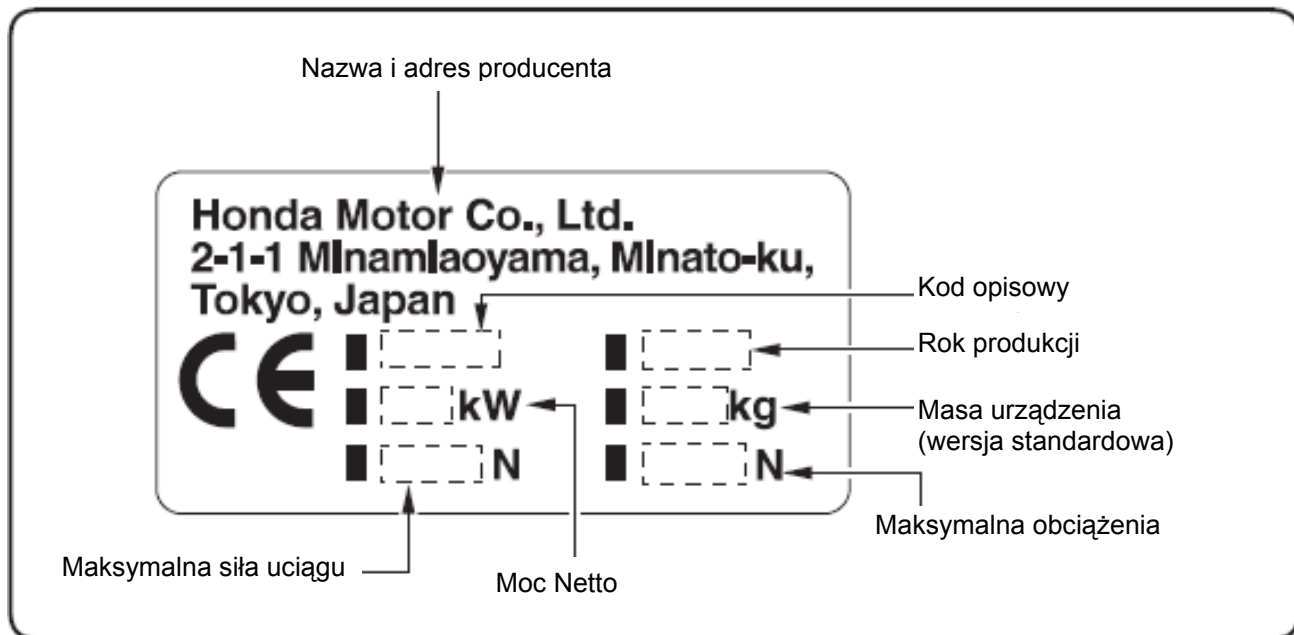 Nazwa i adres producenta
Honda Motor Co., Ltd.
2-1-1 Minamiaoyama, Minato-ku,
Tokyo, Japan
Kod opisowy
Rok produkcji
CE
kW
kg
Masa urządzenia
(wersja standardowa)
N
N
Maksymalna obciążenia
Maksymalna siła uciągu
Moc Netto